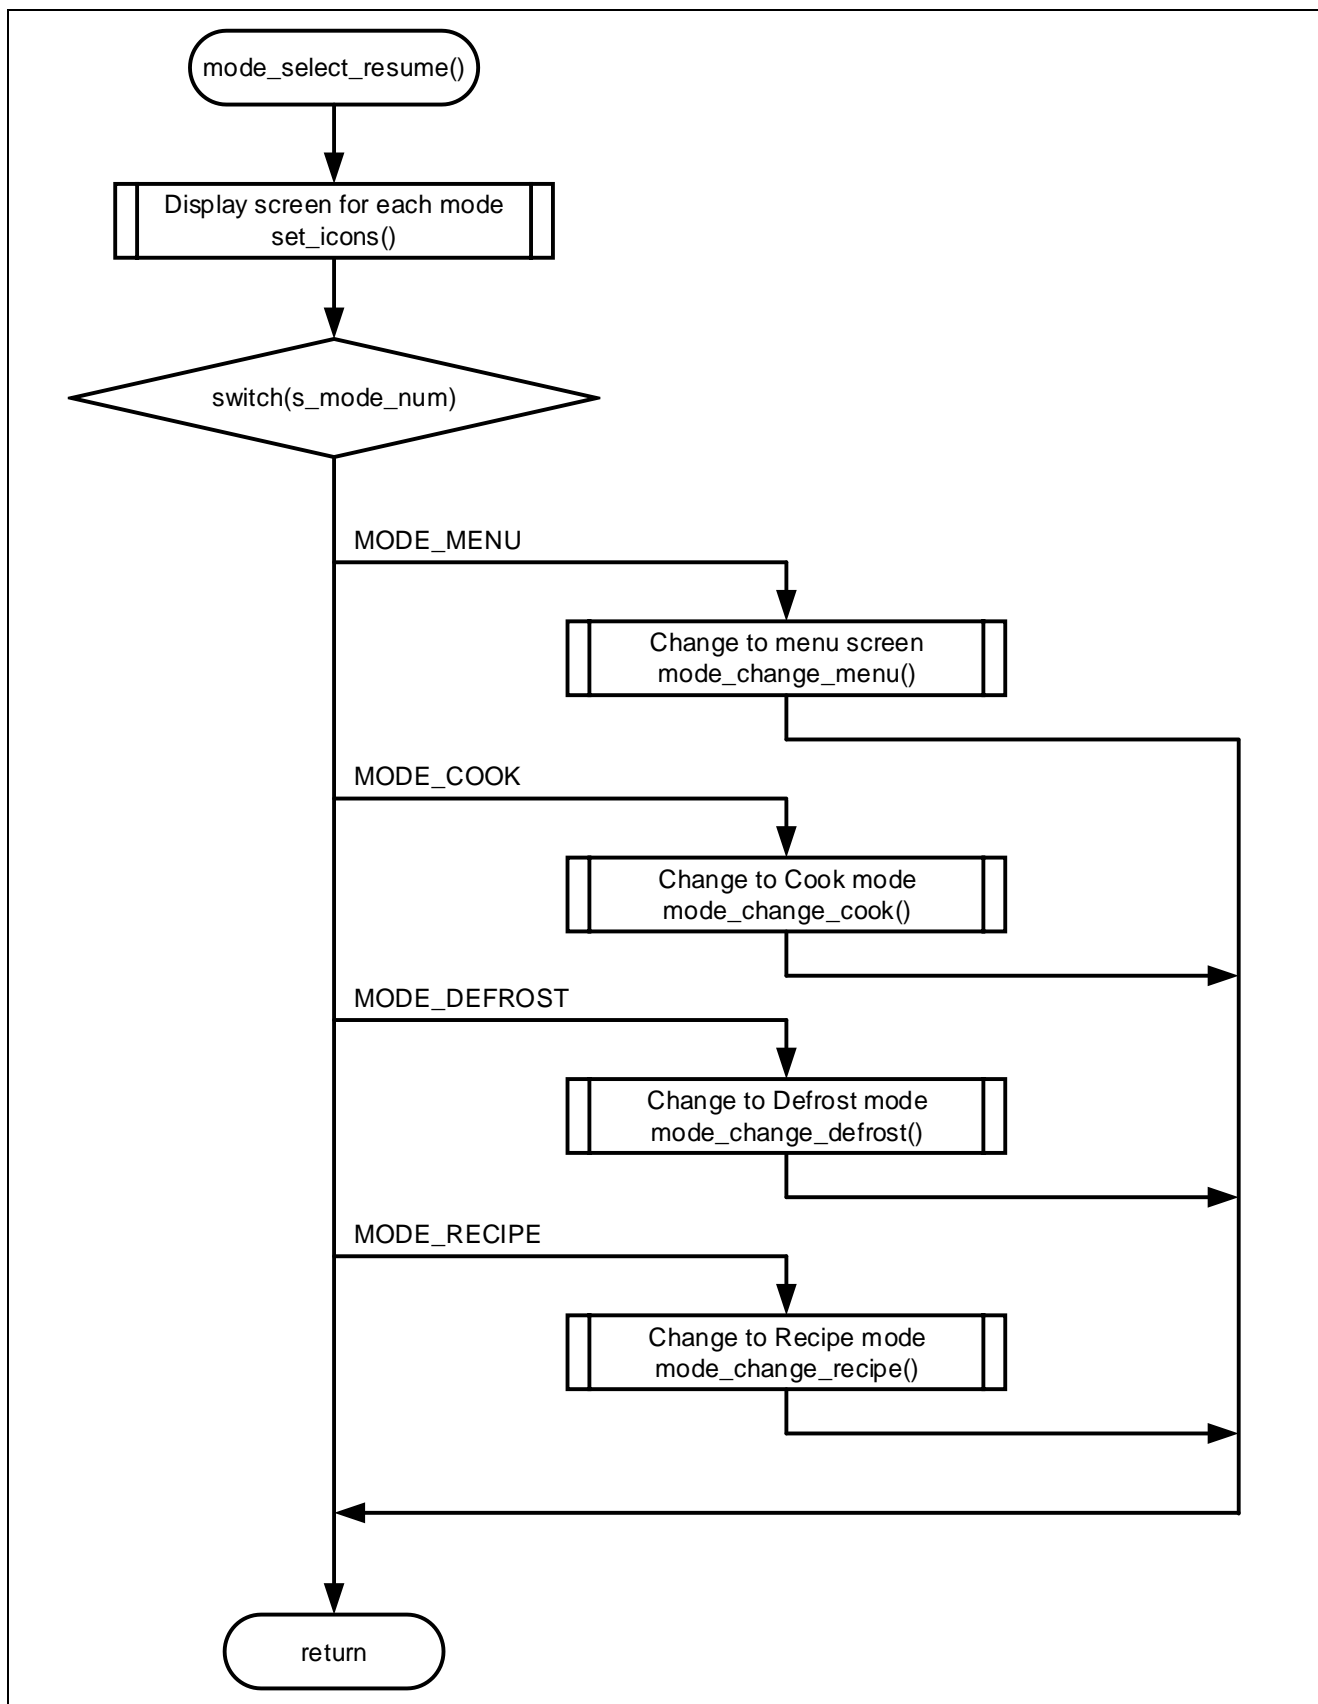 mode_select_resume()
Display screen for each mode
set_icons()
switch(s_mode_num)
MODE_MENU
Change to menu screen
mode_change_menu()
MODE_COOK
Change to Cook mode
mode_change_cook()
MODE_DEFROST
Change to Defrost mode
mode_change_defrost()
MODE_RECIPE
Change to Recipe mode
mode_change_recipe()
return